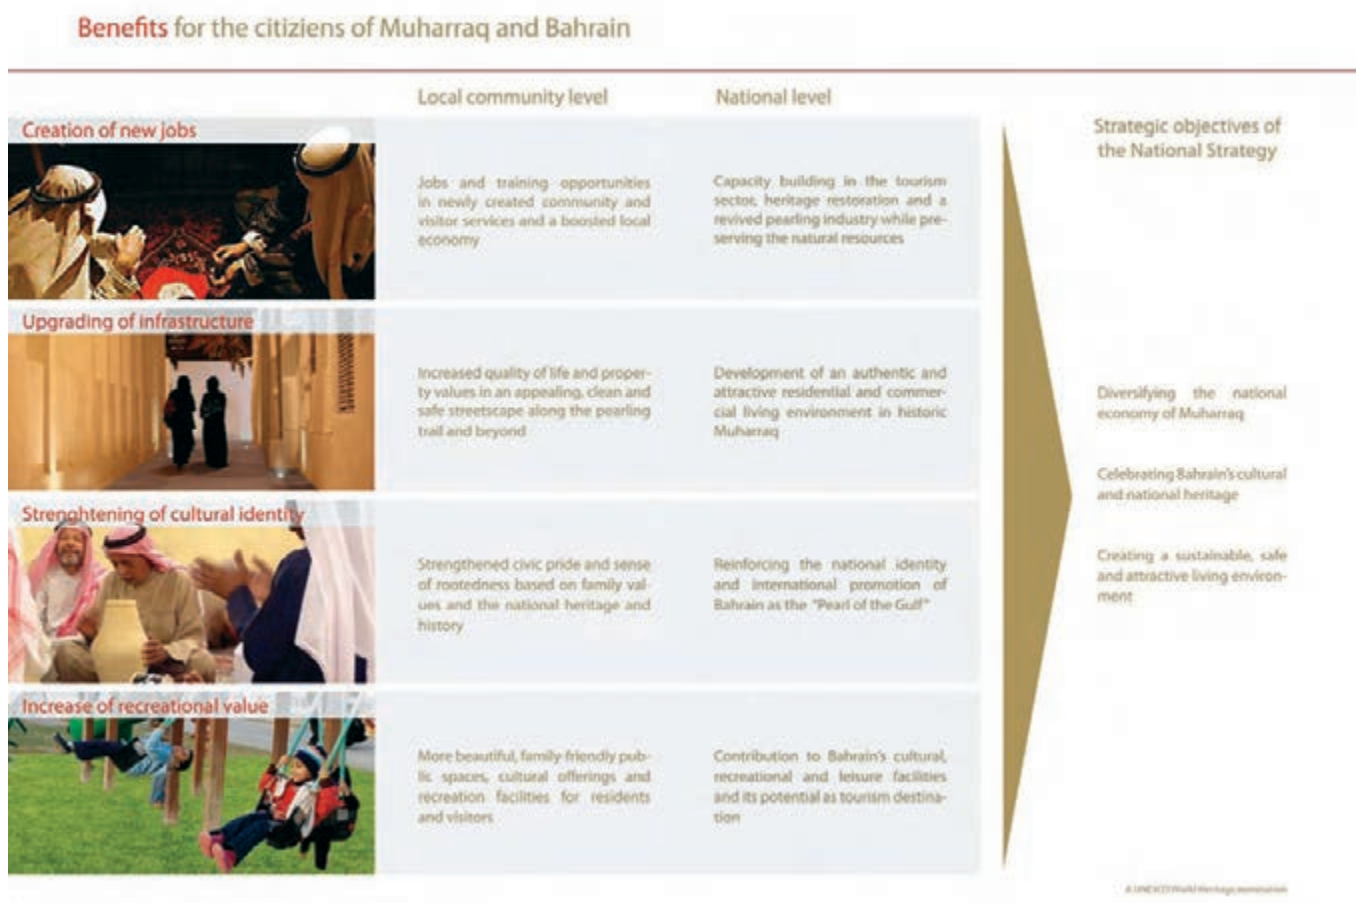 Benefits for the citiziens of Muharraq and Bahrain
Local community level
National level
Creation of new jobs
Jobs and training opportunities
in newly created community and
visitor services and a boosted local
economy
Capacity building in the tourism
sector, heritage restoration and a
revived pearling industry while pre-
serving the natural resources
Upgrading of infrastructure
Increased quality of life and proper-
ty values in an appealing, clean and
safe streetscape along the pearling
trail and beyond
Development of an authentic and
attractive residential and commer-
cial living environment in historic
Muharraq
Strenghtening of cultural identity
Strengthened civic pride and sense
of rootedness based on family val-
ues and the national heritage and
history
Reinforcing the national identity
and international promotion of
Bahrain as the "Pearl of the Gulf"
Increase of recreational value
More beautiful, family friendly pub-
lic spaces, cultural offerings and
recreation facilities for residents
and visitors
Contribution to Bahrain's cultural,
recreational and leisure facilities
and its potential as tourism destina-
tion
Strategic objectives of
the National Strategy
Diversifying the national
economy of Muharraq
Celebrating Bahrain's cultural
and national heritage
Creating a sustainable, safe
and attractive living environ-
ment
A UNESCO World Heritage nomination